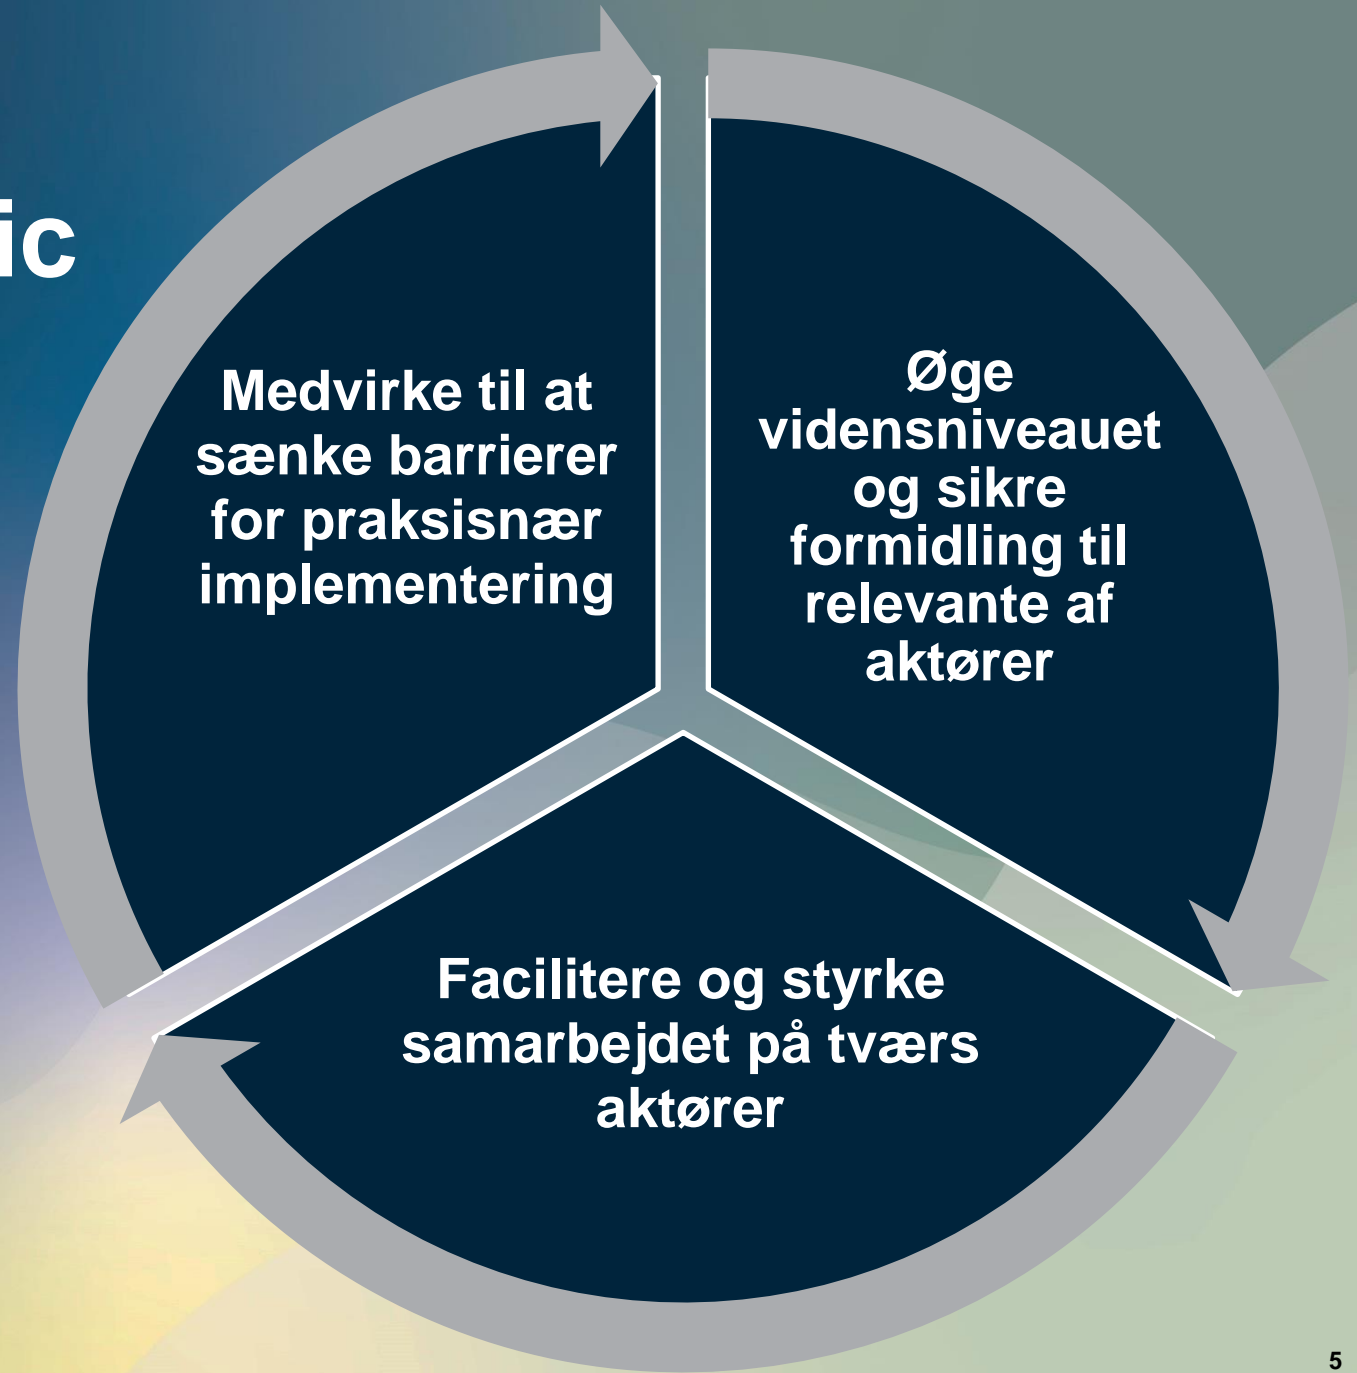 ic
Medvirke til at
sænke barrierer
for praksisnær
implementering
Øge
vidensniveauet
og sikre
formidling til
relevante af
aktører
Facilitere og styrke
samarbejdet på tværs
aktører
5